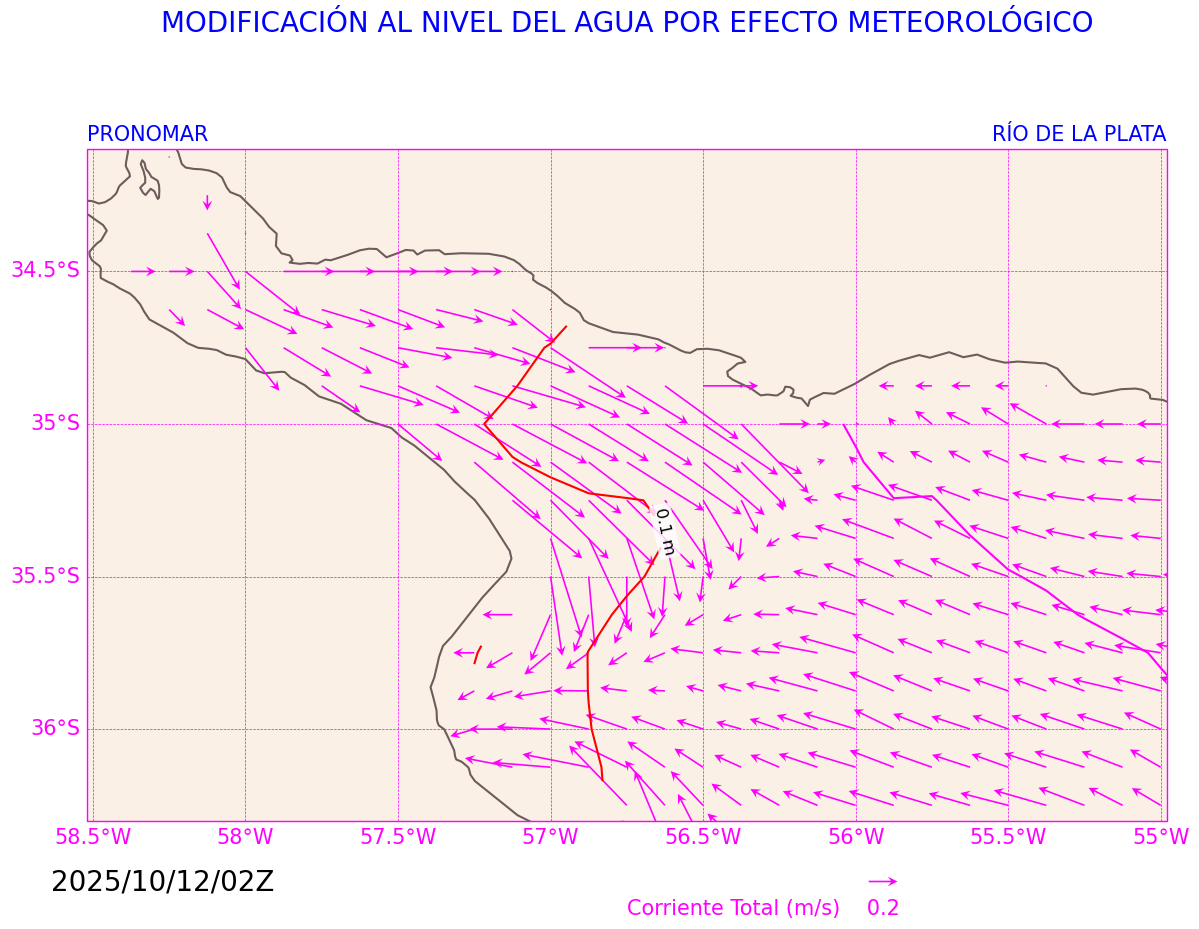 MODIFICACIÓN AL NIVEL DEL AGUA POR EFECTO METEOROLÓGICO
PRONOMAR
RÍO DE LA PLATA
34.5°S
35°S
0.1 m
35.5°S
36°S
58.5°W 58°W 57.5°W 57°W 56.5°W 56°W 55.5°W 55°W
2025/10/12/02Z
Corriente Total (m/s) 0.2